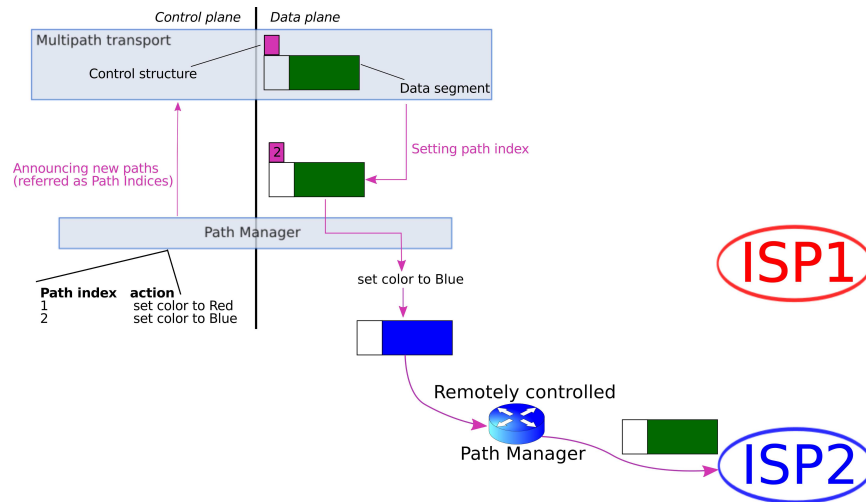 Control plane
Data plane
Multipath transport
Control structure
Data segment
2
Setting path index
Announcing new paths
(referred as Path Indices)
Path Manager
set color to Blue
Path index action
1 set color to Red
2 set color to Blue
ISP1
Remotely controlled
Path Manager
ISP2